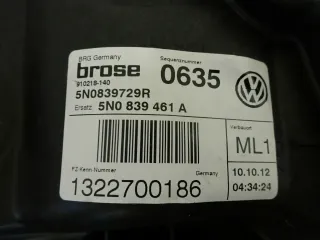 BRG Germany
Sequenznummer
brose
0635
910218-140
5N0839729R
Ersatz: 5N0 839 461 A
Verbauort
ML1
FZ-Kenn-Nummer
Germany
1322700186
10.10.12
04:34:24